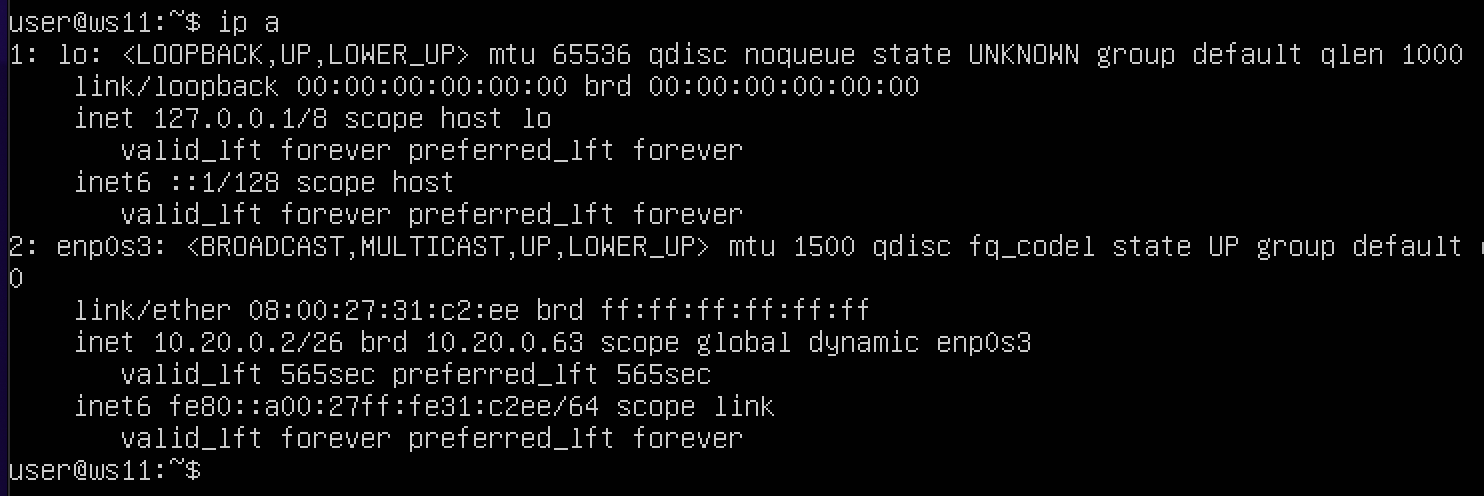 user@ws11:~$ ip a
1: lo: <LOOPBACK,UP,LOWER_UP> mtu 65536 qdisc noqueue state UNKNOWN group default qlen 1000
    link/loopback 00:00:00:00:00:00 brd 00:00:00:00:00:00
    inet 127.0.0.1/8 scope host lo
       valid_lft forever preferred_lft forever
    inet6 ::1/128 scope host
       valid_lft forever preferred_lft forever
2: enp0s3: <BROADCAST,MULTICAST,UP,LOWER_UP> mtu 1500 qdisc fq_codel state UP group default
0
    link/ether 08:00:27:31:c2:ee brd ff:ff:ff:ff:ff:ff
    inet 10.20.0.2/26 brd 10.20.0.63 scope global dynamic enp0s3
       valid_lft 565sec preferred_lft 565sec
    inet6 fe80::a00:27ff:fe31:c2ee/64 scope link
       valid_lft forever preferred_lft forever
user@ws11:~$